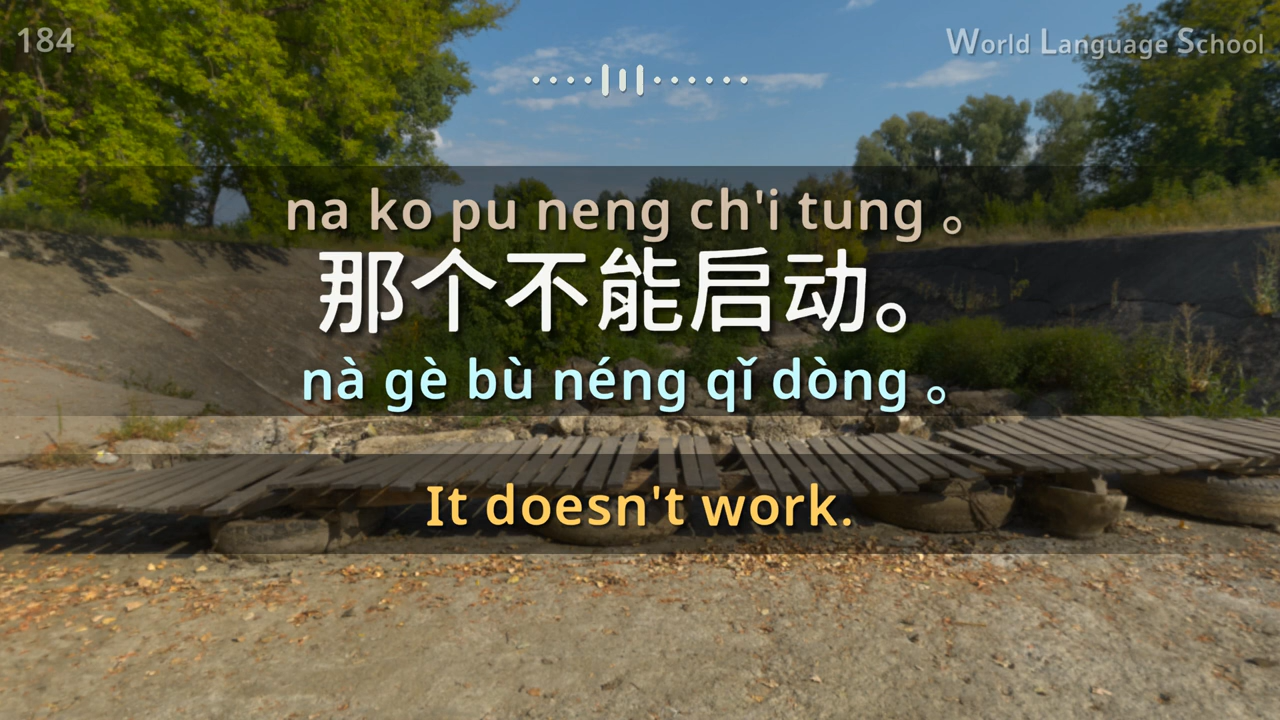 184
World Language School
na ko pu neng ch'i tung 。
那个不能启动。
nà gè bù néng qǐ dòng 。
It doesn't work.